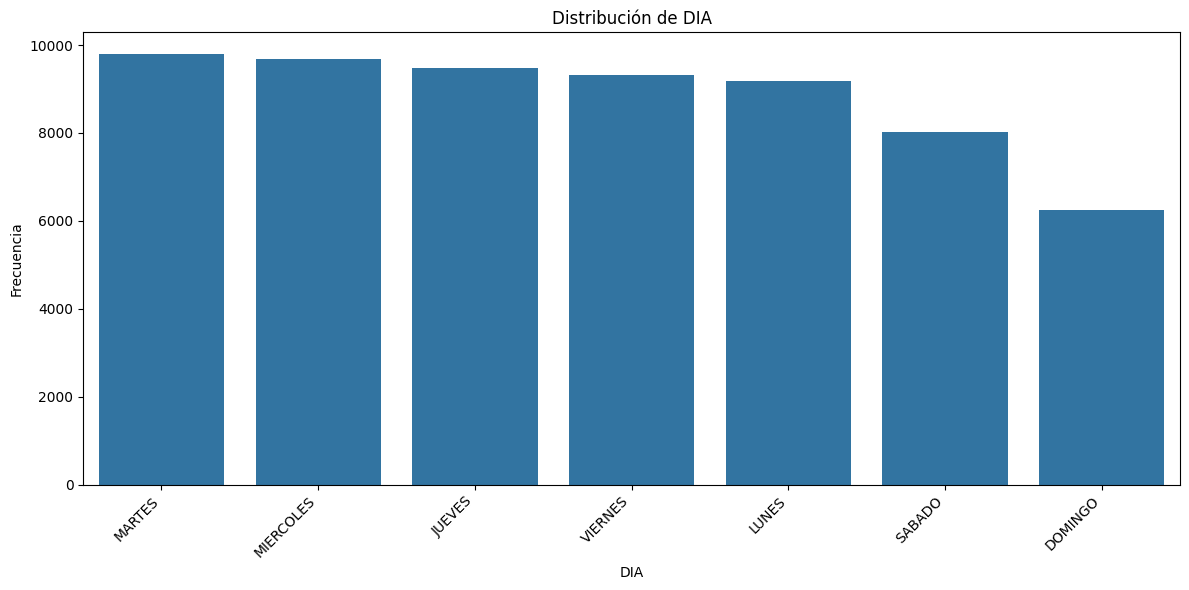 Distribución de DIA
Frecuencia
10000
8000
6000
4000
2000
0
MARTES
MIERCOLES
JUEVES
VIERNES
LUNES
SABADO
DOMINGO
DIA